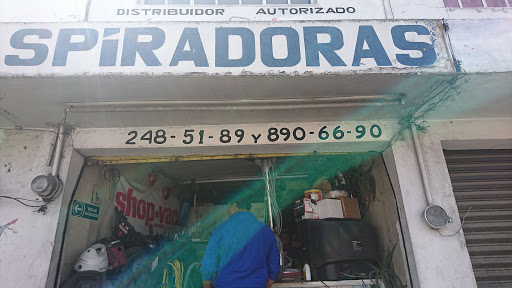 DISTRIBUIDOR AUTORIZADO
SPIRADORAS
248-51-89 y 890-66-90
shop-vac